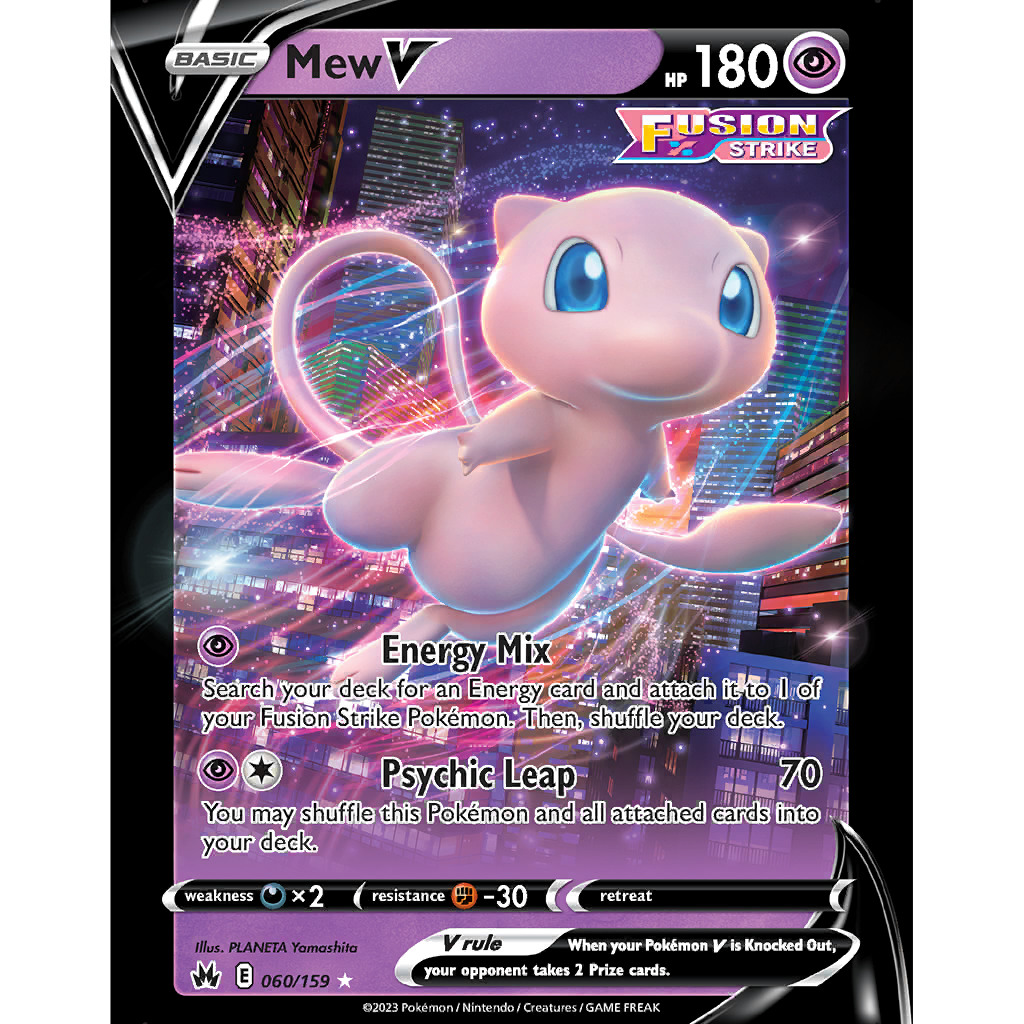 BASIC Mew V HP 180
FUSION
STRIKE
Energy Mix
Search your deck for an Energy card and attach it to 1 of
your Fusion Strike Pokémon. Then, shuffle your deck.
Psychic Leap 70
You may shuffle this Pokémon and all attached cards into
your deck.
weakness ×2 resistance -30 retreat
Illus. PLANETA Yamashita
V rule When your Pokémon V is Knocked Out,
your opponent takes 2 Prize cards.
E 060/159 ★
©2023 Pokémon / Nintendo / Creatures / GAME FREAK